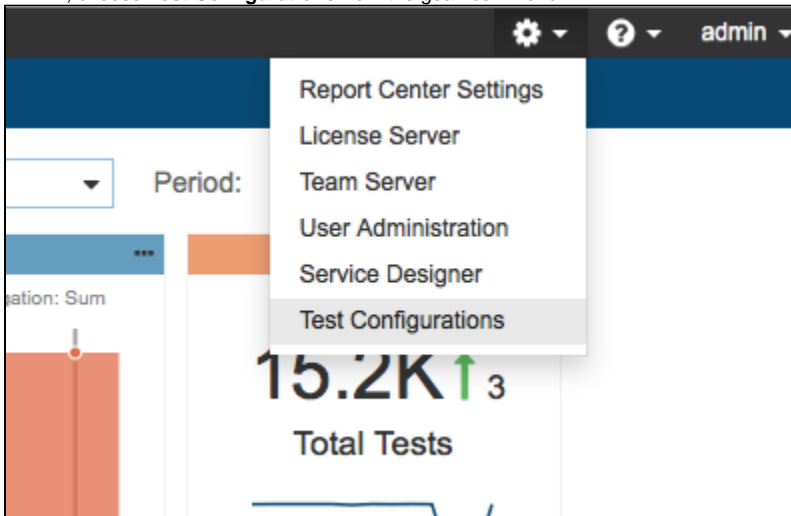 admin
Report Center Settings
License Server
Team Server
User Administration
Service Designer
Test Configurations
Period:
Sum
15.2K 3
Total Tests